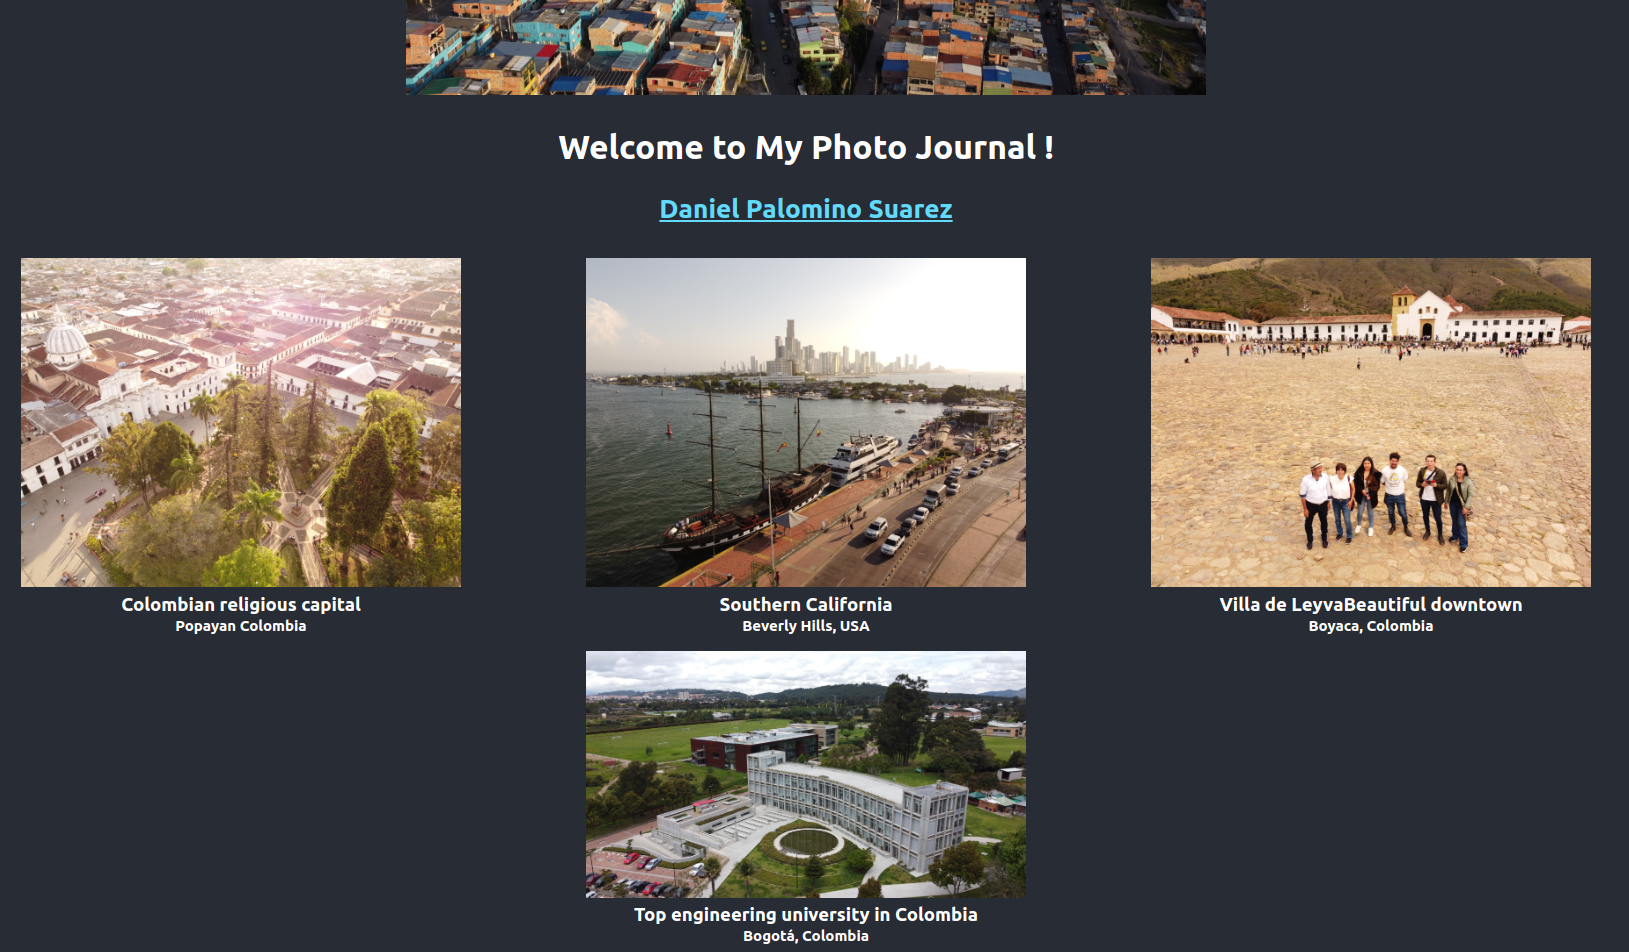 Welcome to My Photo Journal !
Daniel Palomino Suarez
Colombian religious capital
Popayan Colombia
Southern California
Beverly Hills, USA
Villa de LeyvaBeautiful downtown
Boyaca, Colombia
Top engineering university in Colombia
Bogotá, Colombia